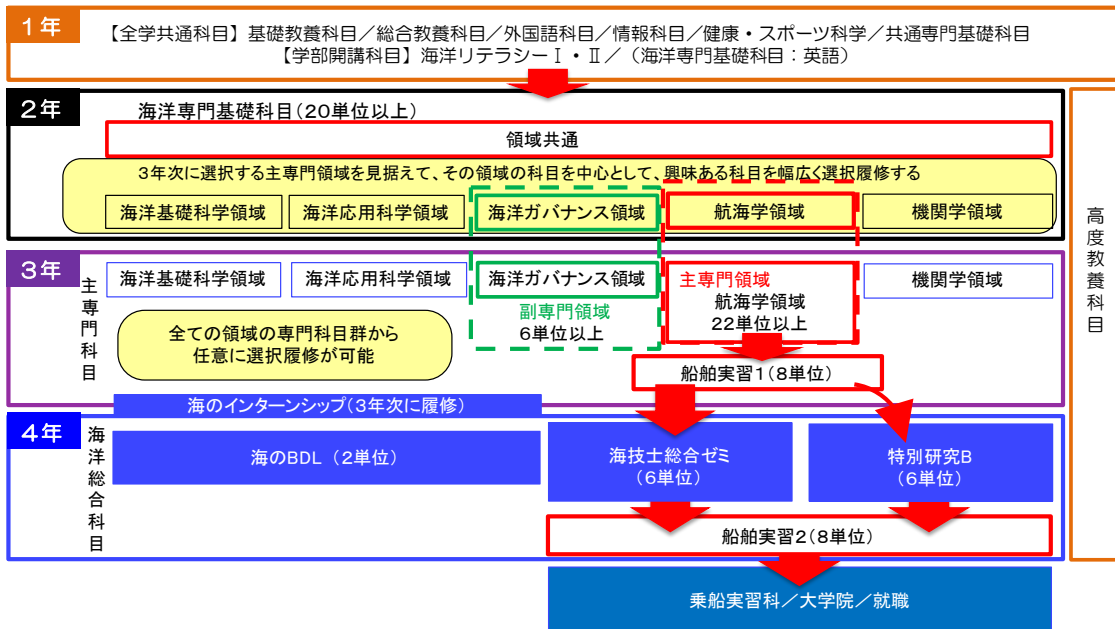 1年
【全学共通科目】基礎教養科目／総合教養科目／外国語科目／情報科目／健康・スポーツ科学／共通専門基礎科目
【学部開講科目】海洋リテラシーⅠ・Ⅱ／（海洋専門基礎科目：英語）
2年
海洋専門基礎科目（20単位以上）
領域共通
3年次に選択する主専門領域を見据えて、その領域の科目を中心として、興味ある科目を幅広く選択履修する
海洋基礎科学領域
海洋応用科学領域
海洋ガバナンス領域
航海学領域
機関学領域
高度教養科目
3年
主専門科目
海洋基礎科学領域
海洋応用科学領域
海洋ガバナンス領域
主専門領域
航海学領域
22単位以上
機関学領域
副専門領域
6単位以上
全ての領域の専門科目群から
任意に選択履修が可能
船舶実習1（8単位）
海のインターンシップ（3年次に履修）
4年
海洋総合科目
海のBDL（2単位）
海技士総合ゼミ
（6単位）
特別研究B
（6単位）
船舶実習2（8単位）
乗船実習科／大学院／就職